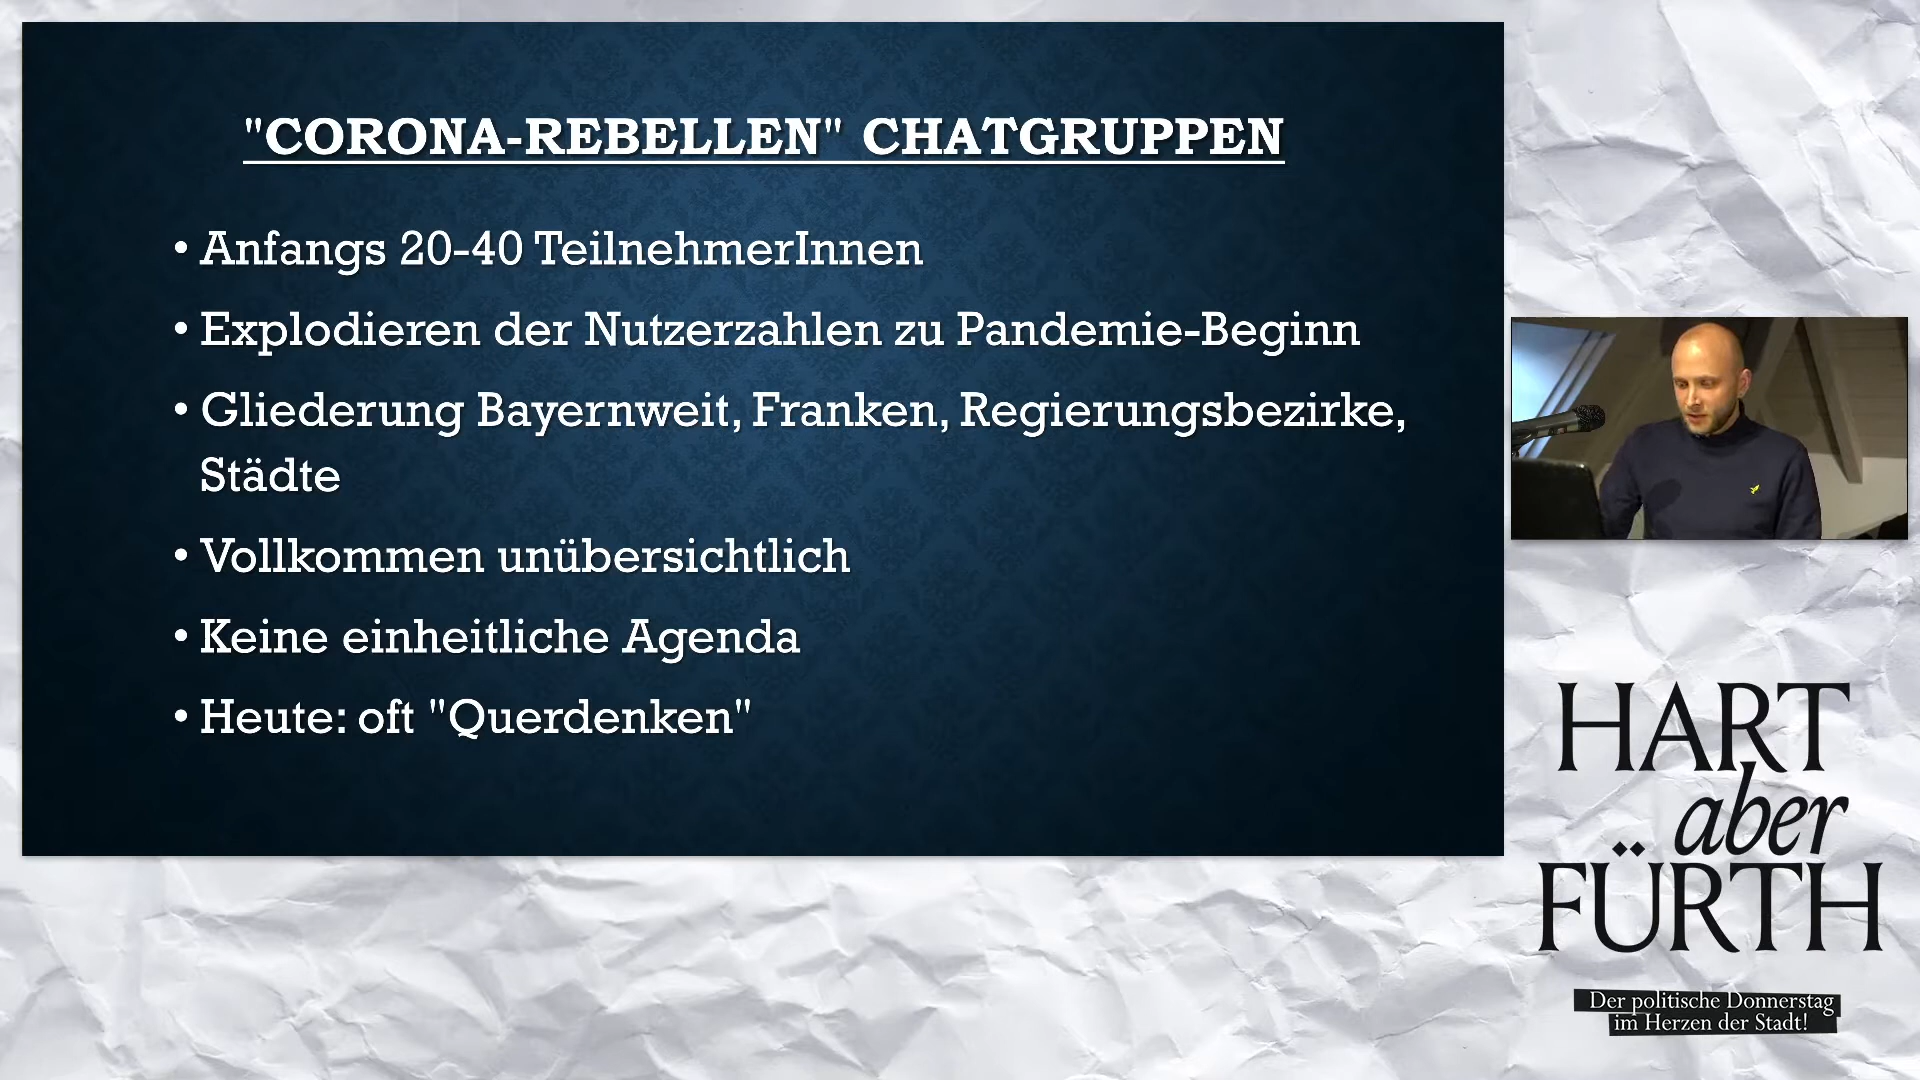 "CORONA-REBELLEN" CHATGRUPPEN
• Anfangs 20-40 TeilnehmerInnen
• Explodieren der Nutzerzahlen zu Pandemie-Beginn
• Gliederung Bayernweit, Franken, Regierungsbezirke,
Städte
• Vollkommen unübersichtlich
• Keine einheitliche Agenda
• Heute: oft "Querdenken"
HART
aber
FÜRTH
Der politische Donnerstag
im Herzen der Stadt!